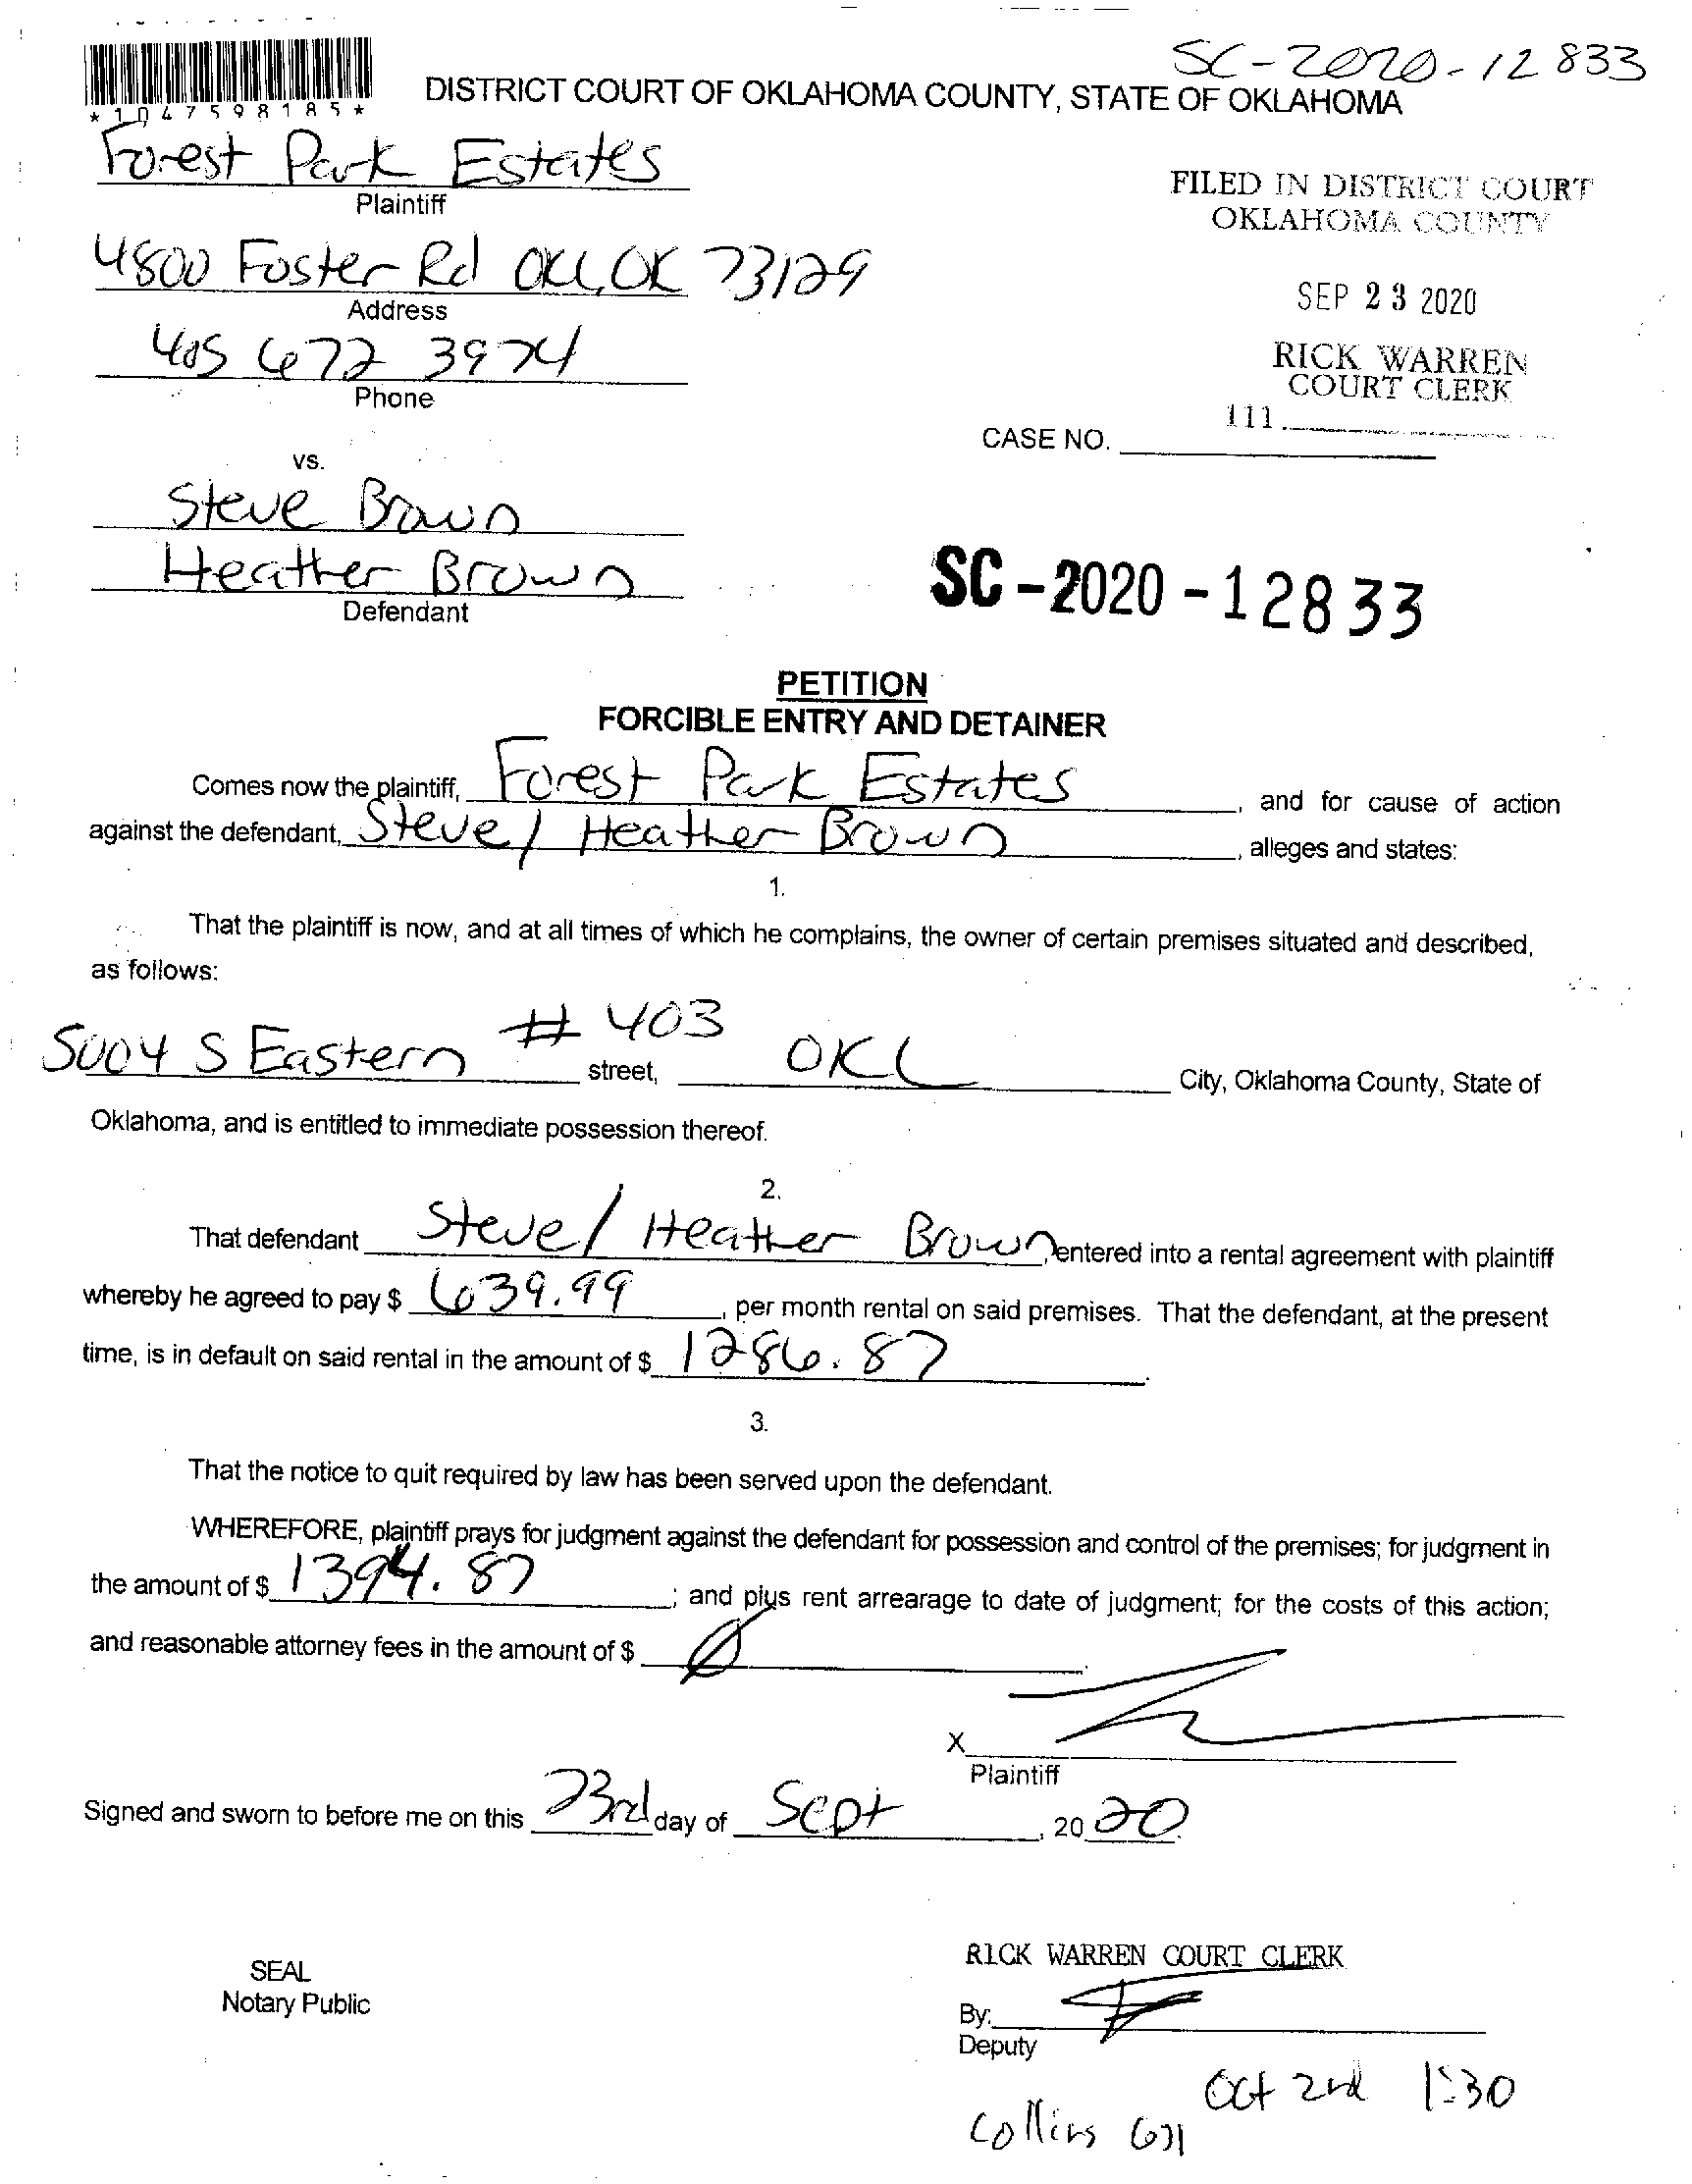 SC-2020-12833
*1047598185*
DISTRICT COURT OF OKLAHOMA COUNTY, STATE OF OKLAHOMA
Forest Park Estates
Plaintiff
FILED IN DISTRICT COURT
OKLAHOMA COUNTY
4800 Foster Rd OKC, OK 73129
Address
SEP 23 2020
405 672 3974
Phone
RICK WARREN
COURT CLERK
111
CASE NO.
vs.
Steve Brown
Heather Brown
Defendant
SC-2020-12833
PETITION
FORCIBLE ENTRY AND DETAINER
Comes now the plaintiff, Forest Park Estates, and for cause of action
against the defendant, Steve / Heather Brown, alleges and states:
1.
That the plaintiff is now, and at all times of which he complains, the owner of certain premises situated and described,
as follows:
5004 S Eastern # 403 street, OKC City, Oklahoma County, State of
Oklahoma, and is entitled to immediate possession thereof.
2.
That defendant Steve / Heather Brown, entered into a rental agreement with plaintiff
whereby he agreed to pay $ 639.99, per month rental on said premises. That the defendant, at the present
time, is in default on said rental in the amount of $ 1286.87.
3.
That the notice to quit required by law has been served upon the defendant.
WHEREFORE, plaintiff prays for judgment against the defendant for possession and control of the premises; for judgment in
the amount of $ 1394.87; and plus rent arrearage to date of judgment; for the costs of this action;
and reasonable attorney fees in the amount of $ Ø.
X
Plaintiff
Signed and sworn to before me on this 23rd day of Sept, 2020.
SEAL
Notary Public
RICK WARREN COURT CLERK
By:
Deputy
Oct 2nd 1:30
Collins 671